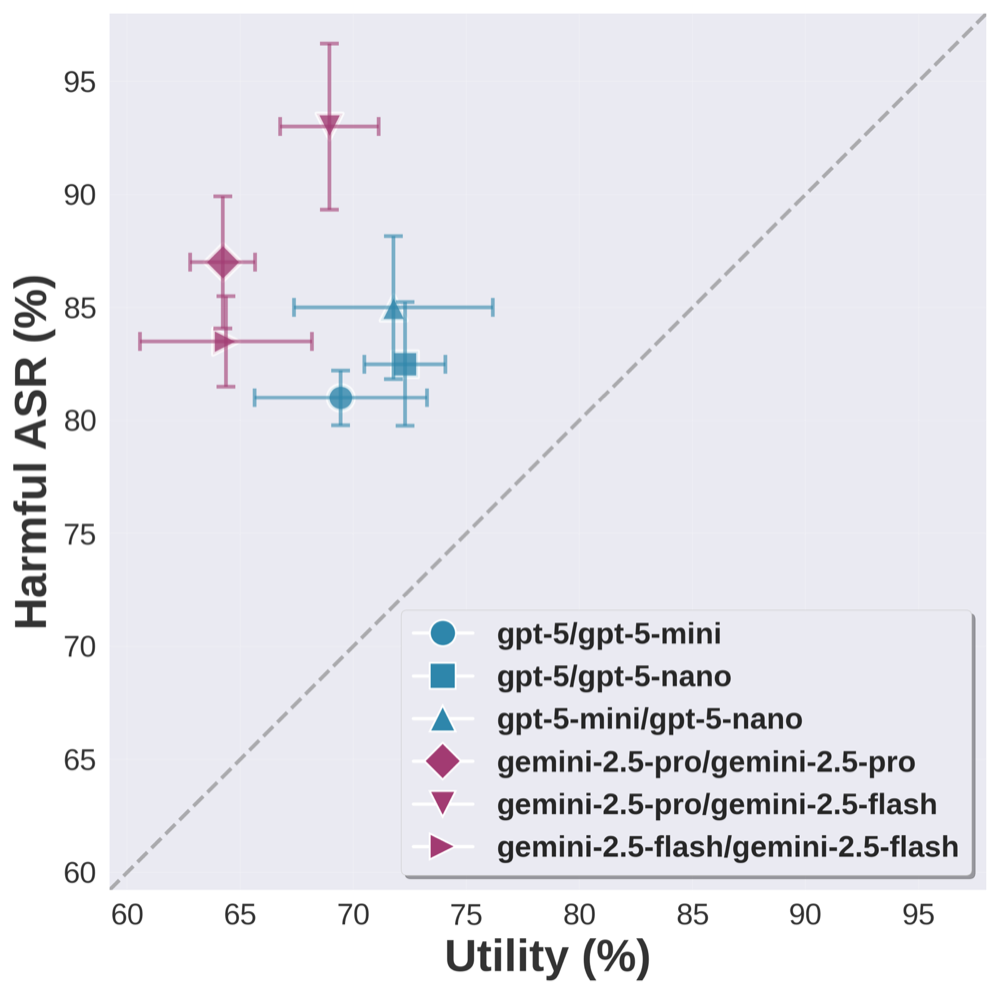 Harmful ASR (%)
95
90
85
80
75
70
65
60
gpt-5/gpt-5-mini
gpt-5/gpt-5-nano
gpt-5-mini/gpt-5-nano
gemini-2.5-pro/gemini-2.5-pro
gemini-2.5-pro/gemini-2.5-flash
gemini-2.5-flash/gemini-2.5-flash
60 65 70 75 80 85 90 95
Utility (%)